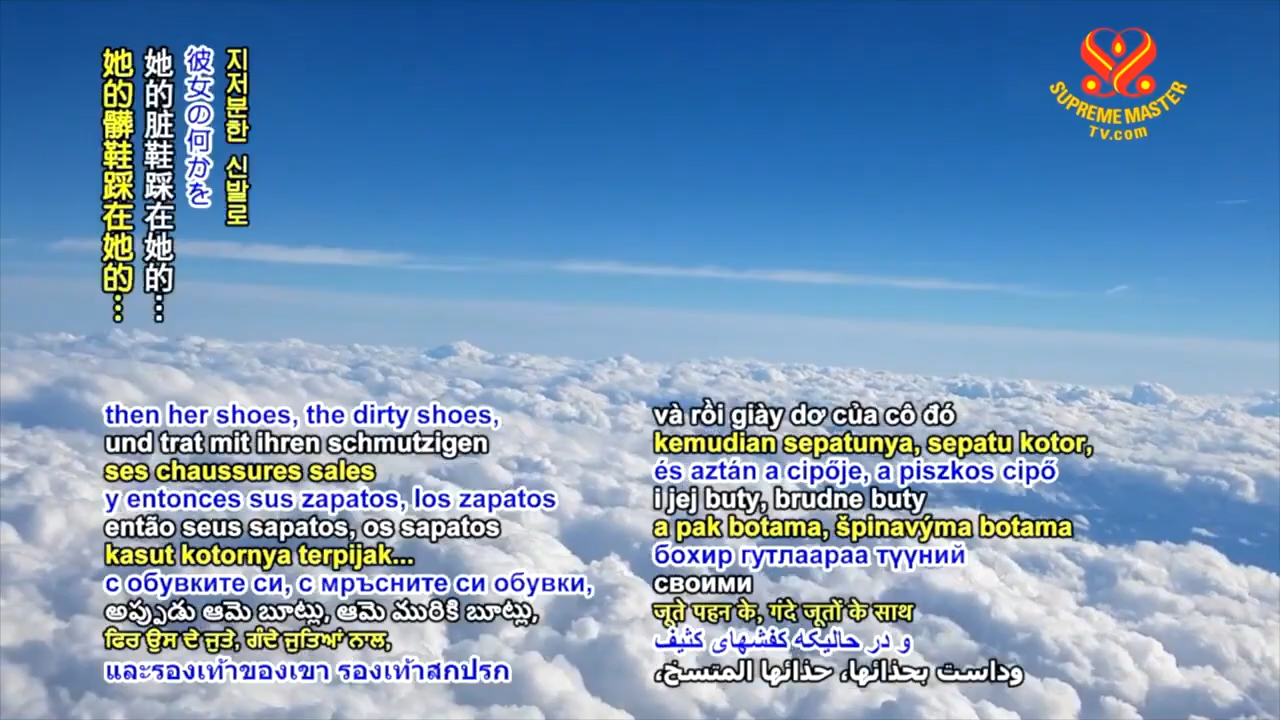 她的髒鞋踩在她的…
她的脏鞋踩在她的…
彼女の何かを
지저분한 신발로
SUPREME MASTER
TV.com
then her shoes, the dirty shoes,
und trat mit ihren schmutzigen
ses chaussures sales
y entonces sus zapatos, los zapatos
então seus sapatos, os sapatos
kasut kotornya terpijak...
с обувките си, с мръсните си обувки,
అప్పుడు ఆమె బూట్లు, ఆమె మురికి బూట్లు,
ਫਿਰ ਉਸ ਦੇ ਜੁਤੇ, ਗੰਦੇ ਜੁਤਿਆਂ ਨਾਲ,
และรองเท้าของเขา รองเท้าสกปรก
và rồi giày dơ của cô đó
kemudian sepatunya, sepatu kotor,
és aztán a cipője, a piszkos cipő
i jej buty, brudne buty
a pak botama, špinavýma botama
бохир гутлаараа түүний
своими
जूते पहन के, गंदे जूतों के साथ
و در حالیکه کفشهای کثیف
وداست بحذائها، حذائها المتسخ،